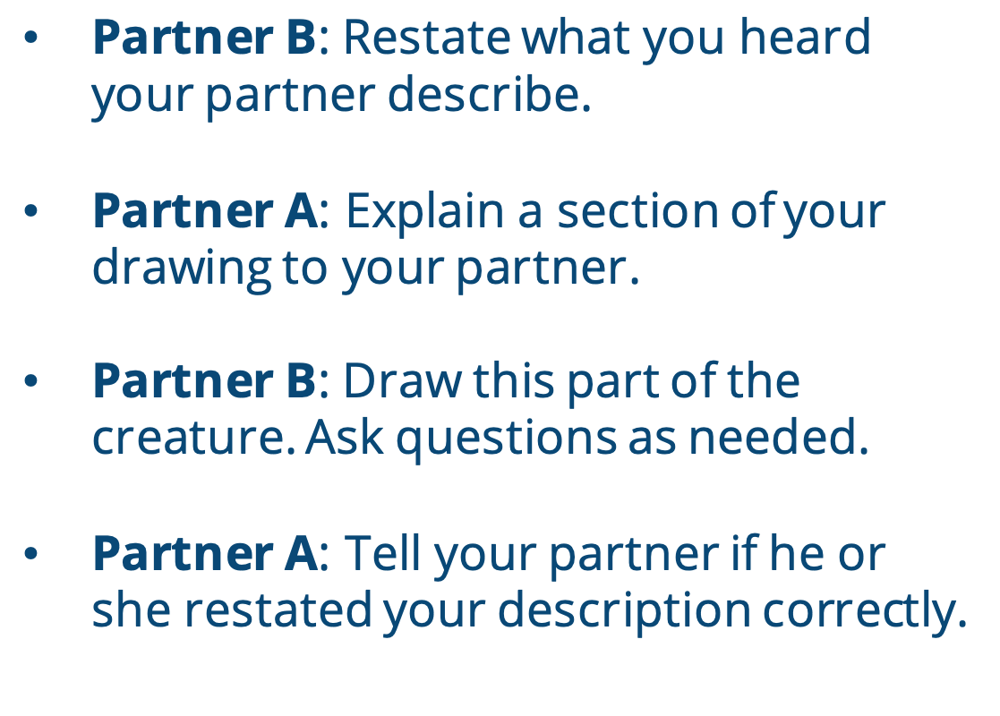 • Partner B: Restate what you heard
your partner describe.
• Partner A: Explain a section of your
drawing to your partner.
• Partner B: Draw this part of the
creature. Ask questions as needed.
• Partner A: Tell your partner if he or
she restated your description correctly.